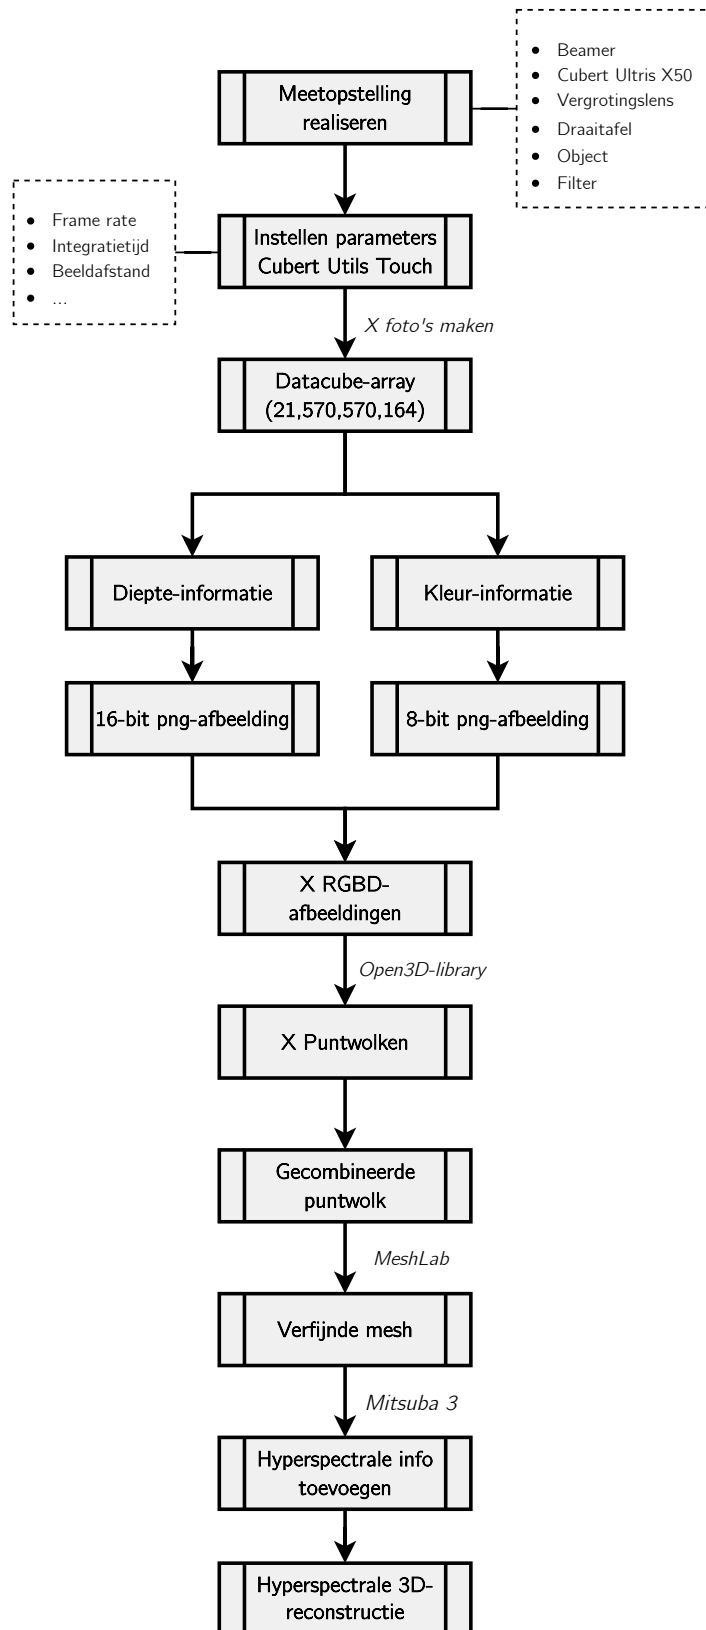 Beamer
Cubert Ultris X50
Vergrotingslens
Draaitafel
Object
Filter
Meetopstelling
realiseren
Frame rate
Integratietijd
Beeldafstand
...
Instellen parameters
Cubert Utils Touch
X foto's maken
Datacube-array
(21,570,570,164)
Diepte-informatie
Kleur-informatie
16-bit png-afbeelding
8-bit png-afbeelding
X RGBD-
afbeeldingen
Open3D-library
X Puntwolken
Gecombineerde
puntwolk
MeshLab
Verfijnde mesh
Mitsuba 3
Hyperspectrale info
toevoegen
Hyperspectrale 3D-
reconstructie